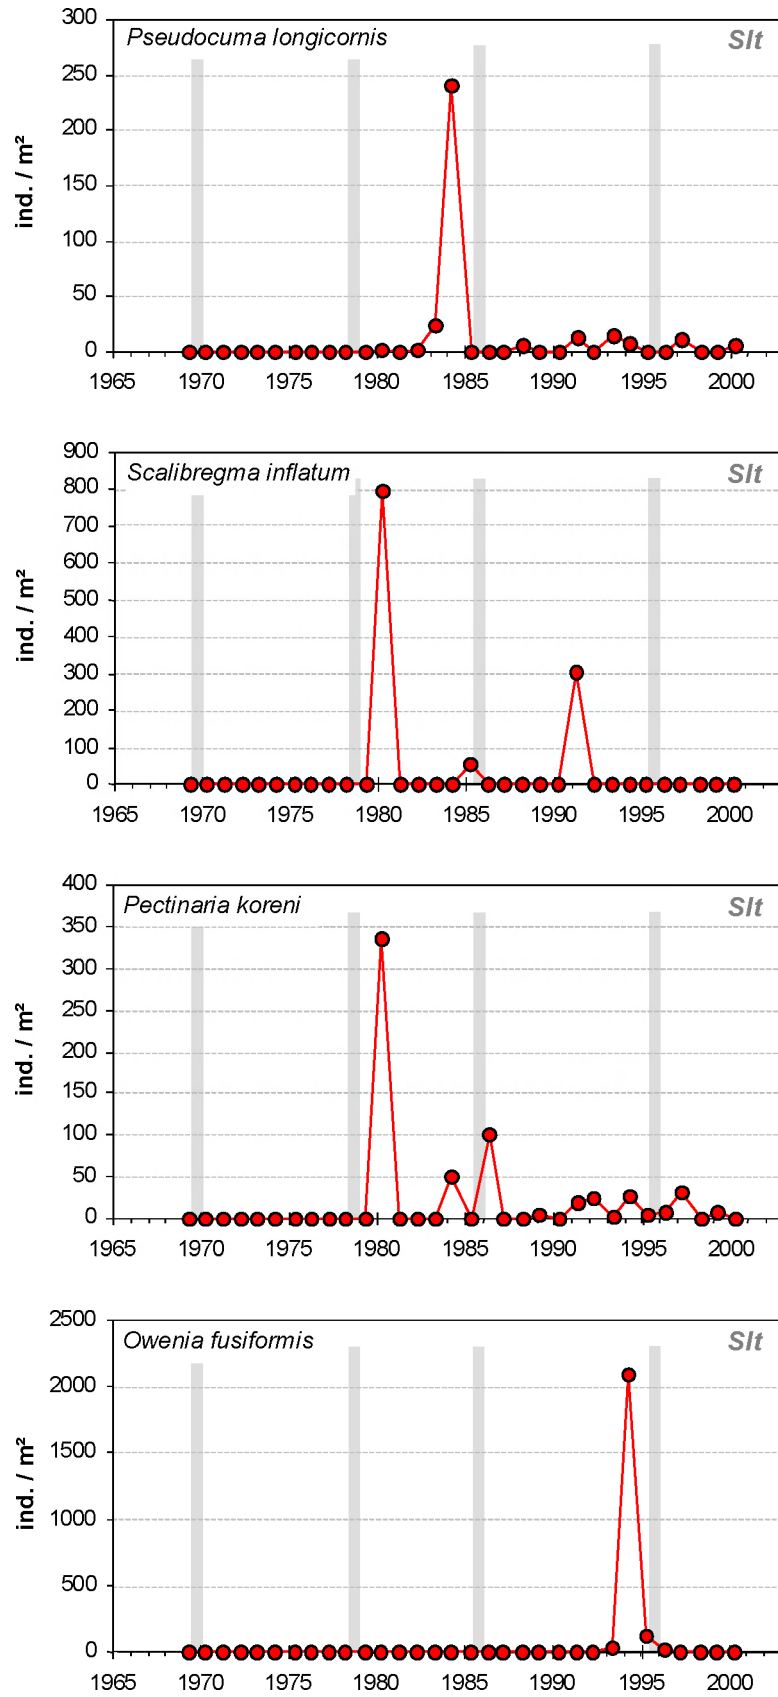 Pseudocuma longicornis
Slt
300
250
200
150
100
50
0
ind. / m²
1965 1970 1975 1980 1985 1990 1995 2000
Scalibregma inflatum
Slt
900
800
700
600
500
400
300
200
100
0
ind. / m²
1965 1970 1975 1980 1985 1990 1995 2000
Pectinaria koreni
Slt
400
350
300
250
200
150
100
50
0
ind. / m²
1965 1970 1975 1980 1985 1990 1995 2000
Owenia fusiformis
Slt
2500
2000
1500
1000
500
0
ind. / m²
1965 1970 1975 1980 1985 1990 1995 2000